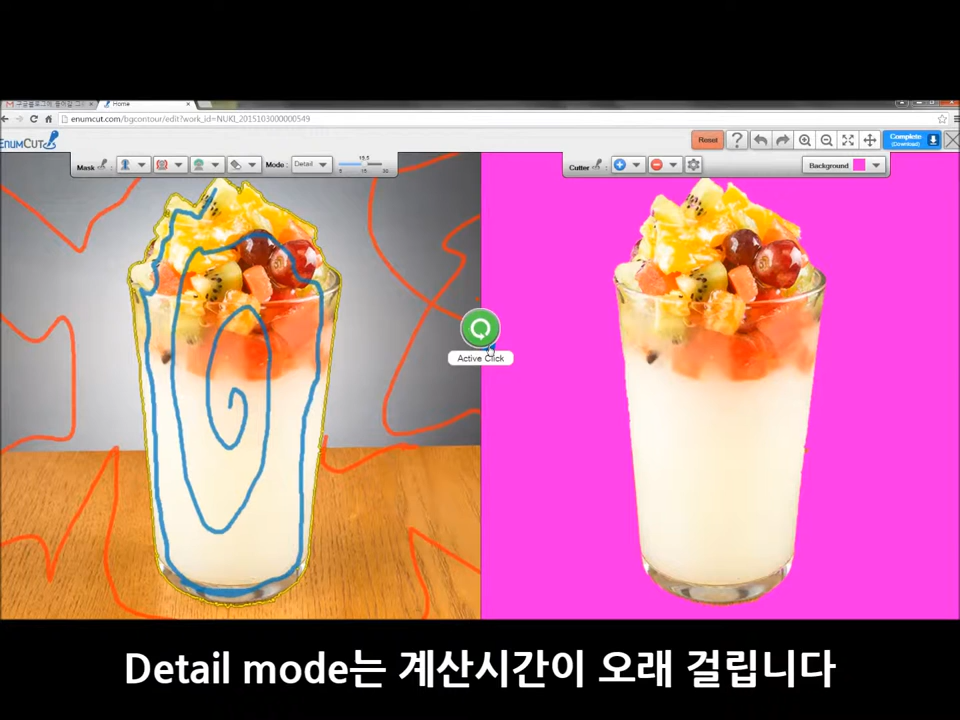 Home
enumcut.com/bgcontour/edit?work_id=NUKI_2015103000000549
ENUMCUT
Reset
?
Complete
(Download)
Mask
Mode :
Detail
15.5
5
15
30
Cutter
Background
Active Click
Detail mode는 계산시간이 오래 걸립니다